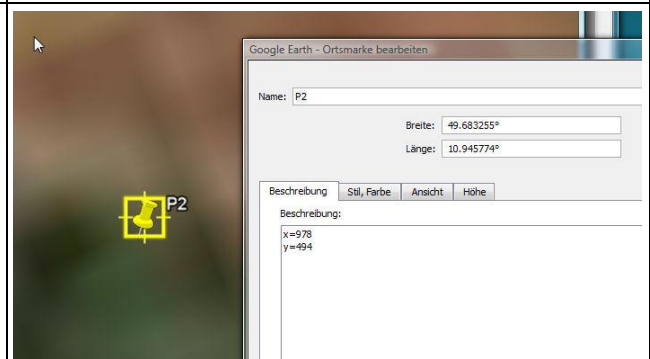 Google Earth - Ortsmarke bearbeiten
Name: P2
Breite: 49.683255°
Länge: 10.945774°
P2
Beschreibung Stil, Farbe Ansicht Höhe
Beschreibung:
x=978
y=494